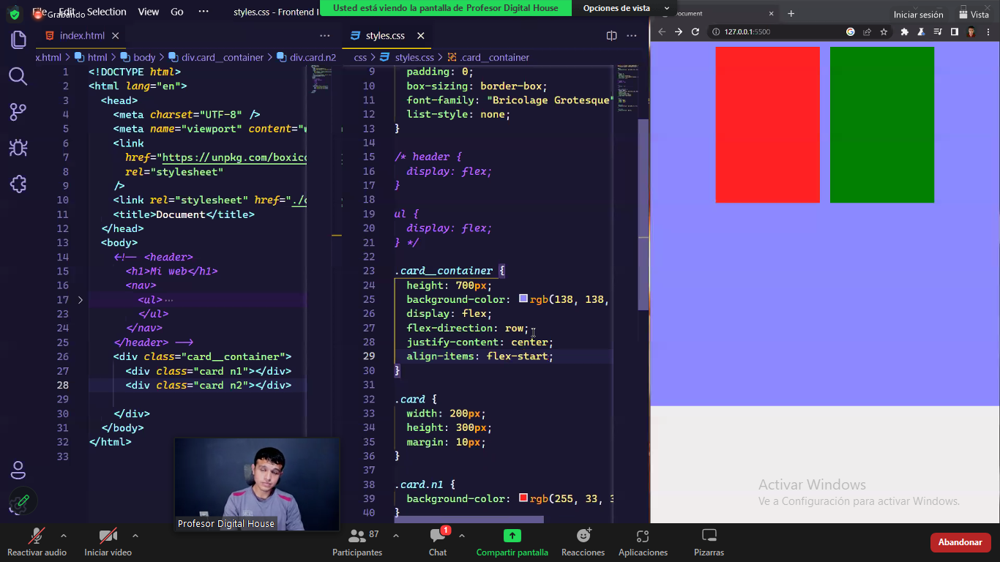 File Edit Selection View Go ··· styles.css - Frontend I
Grabando
Usted está viendo la pantalla de Profesor Digital House
Opciones de vista
Document
Iniciar sesión
Vista
index.html
styles.css
127.0.0.1:5500
x.html > html > body > div.card__container > div.card.n2
css > styles.css > .card__container
1 <!DOCTYPE html>
2 <html lang="en">
3 <head>
4 <meta charset="UTF-8" />
5 <meta name="viewport" content="w
6 <link
7 href="https://unpkg.com/boxico
8 rel="stylesheet"
9 />
10 <link rel="stylesheet" href="./c
11 <title>Document</title>
12 </head>
13 <body>
14 <!-- <header>
15 <h1>Mi web</h1>
16 <nav>
17 <ul>···
23 </ul>
24 </nav>
25 </header> -->
26 <div class="card__container">
27 <div class="card n1"></div>
28 <div class="card n2"></div>
29
30 </div>
31 </body>
32 </html>
33
9 padding: 0;
10 box-sizing: border-box;
11 font-family: "Bricolage Grotesque"
12 list-style: none;
13 }
14
15 /* header {
16 display: flex;
17 }
18
19 ul {
20 display: flex;
21 } */
22
23 .card__container {
24 height: 700px;
25 background-color: rgb(138, 138,
26 display: flex;
27 flex-direction: row;
28 justify-content: center;
29 align-items: flex-start;
30 }
31
32 .card {
33 width: 200px;
34 height: 300px;
35 margin: 10px;
36 }
37
38 .card.n1 {
39 background-color: rgb(255, 33, 3
40 }
Activar Windows
Ve a Configuración para activar Windows.
Profesor Digital House
Reactivar audio
Iniciar vídeo
Participantes
87
Chat
1
Compartir pantalla
Reacciones
Aplicaciones
Pizarras
Abandonar